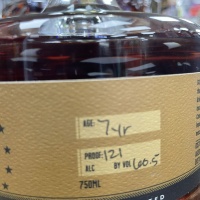 AGE: 7yr
PROOF: 121
ALC BY VOL 60.5
750ML